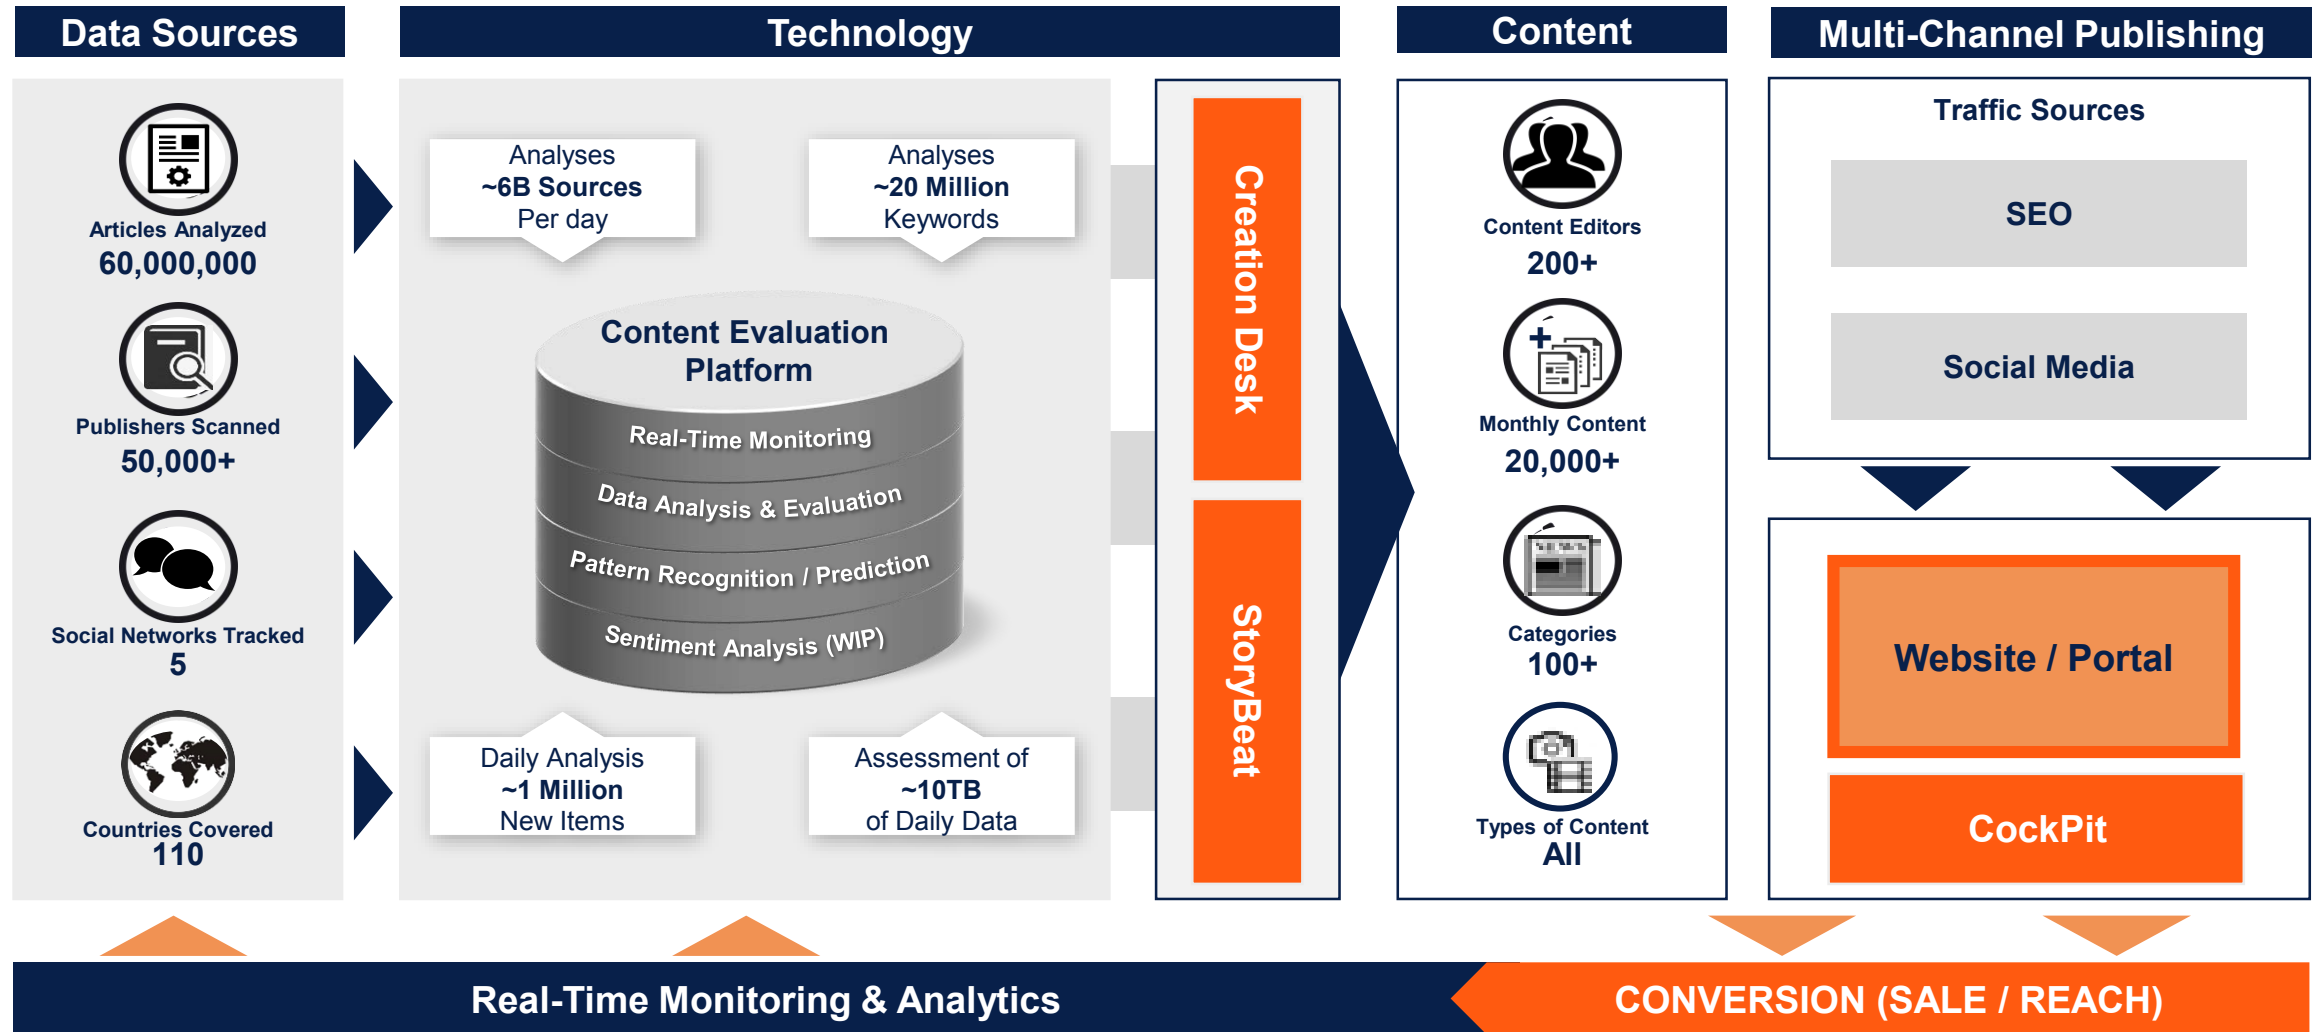 Data Sources
Articles Analyzed
60,000,000
Publishers Scanned
50,000+
Social Networks Tracked
5
Countries Covered
110
Technology
Analyses
~6B Sources
Per day
Analyses
~20 Million
Keywords
Content Evaluation
Platform
Real-Time Monitoring
Data Analysis & Evaluation
Pattern Recognition / Prediction
Sentiment Analysis (WIP)
Daily Analysis
~1 Million
New Items
Assessment of
~10TB
of Daily Data
Creation Desk
StoryBeat
Content
Content Editors
200+
Monthly Content
20,000+
Categories
100+
Types of Content
All
Multi-Channel Publishing
Traffic Sources
SEO
Social Media
Website / Portal
CockPit
Real-Time Monitoring & Analytics
CONVERSION (SALE / REACH)